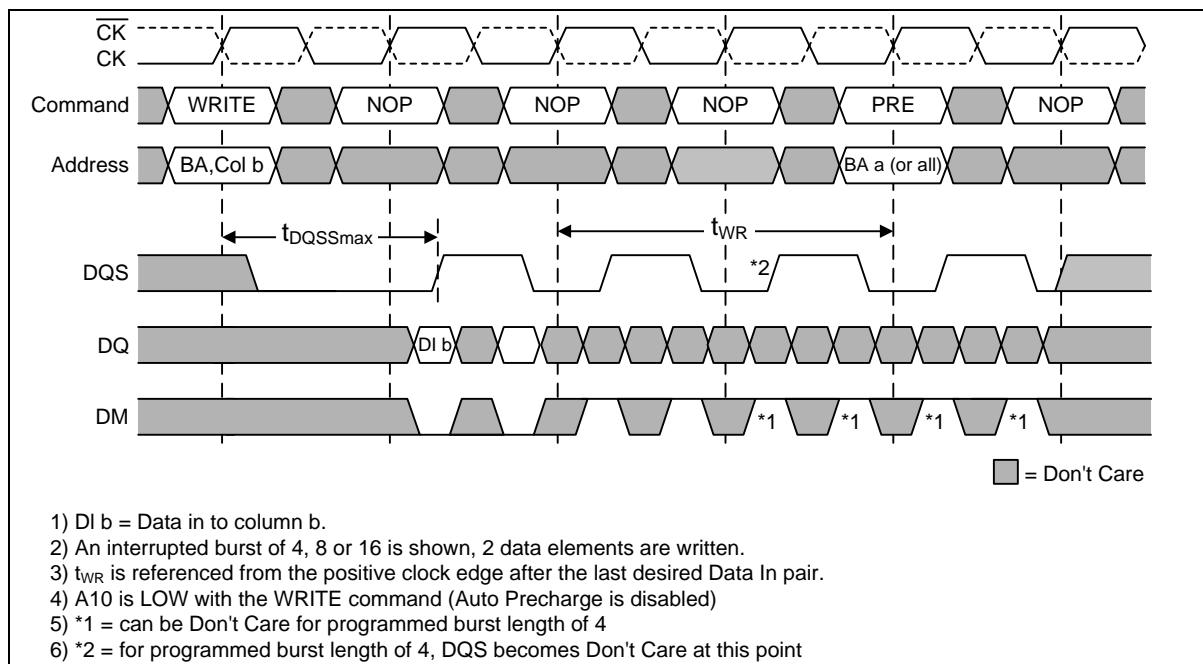 CK
CK
Command WRITE NOP NOP NOP PRE NOP
Address BA,Col b BA a (or all)
tDQSSmax tWR
DQS *2
DQ DI b
DM *1 *1 *1 *1
= Don't Care
1) DI b = Data in to column b.
2) An interrupted burst of 4, 8 or 16 is shown, 2 data elements are written.
3) tWR is referenced from the positive clock edge after the last desired Data In pair.
4) A10 is LOW with the WRITE command (Auto Precharge is disabled)
5) *1 = can be Don't Care for programmed burst length of 4
6) *2 = for programmed burst length of 4, DQS becomes Don't Care at this point